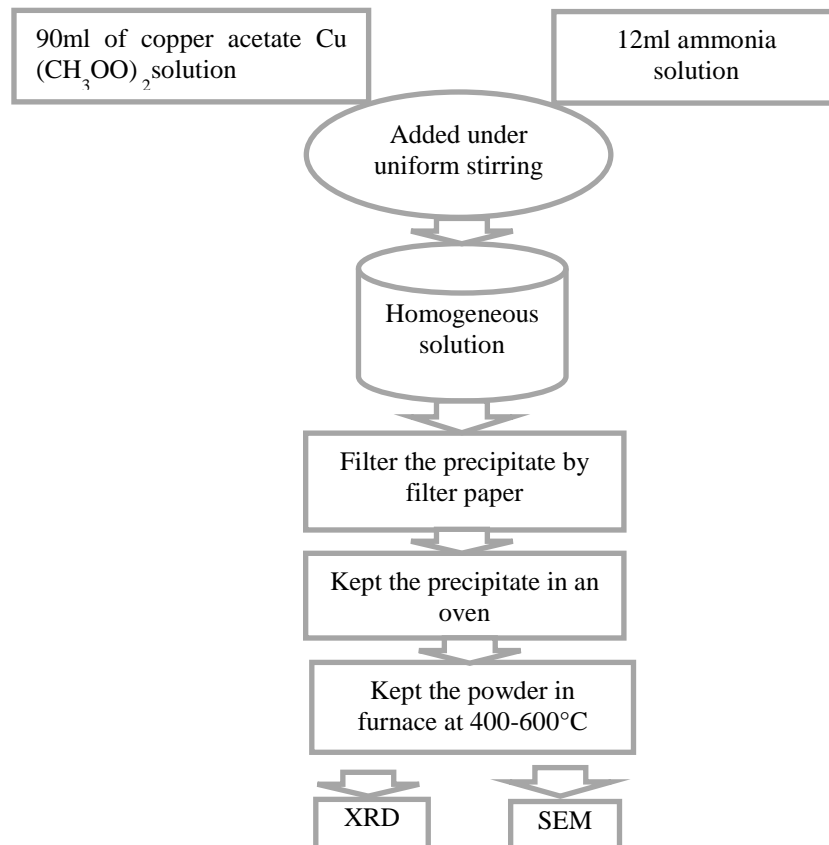 90ml of copper acetate Cu
(CH₃OO)₂solution
12ml ammonia
solution
Added under
uniform stirring
Homogeneous
solution
Filter the precipitate by
filter paper
Kept the precipitate in an
oven
Kept the powder in
furnace at 400-600°C
XRD
SEM